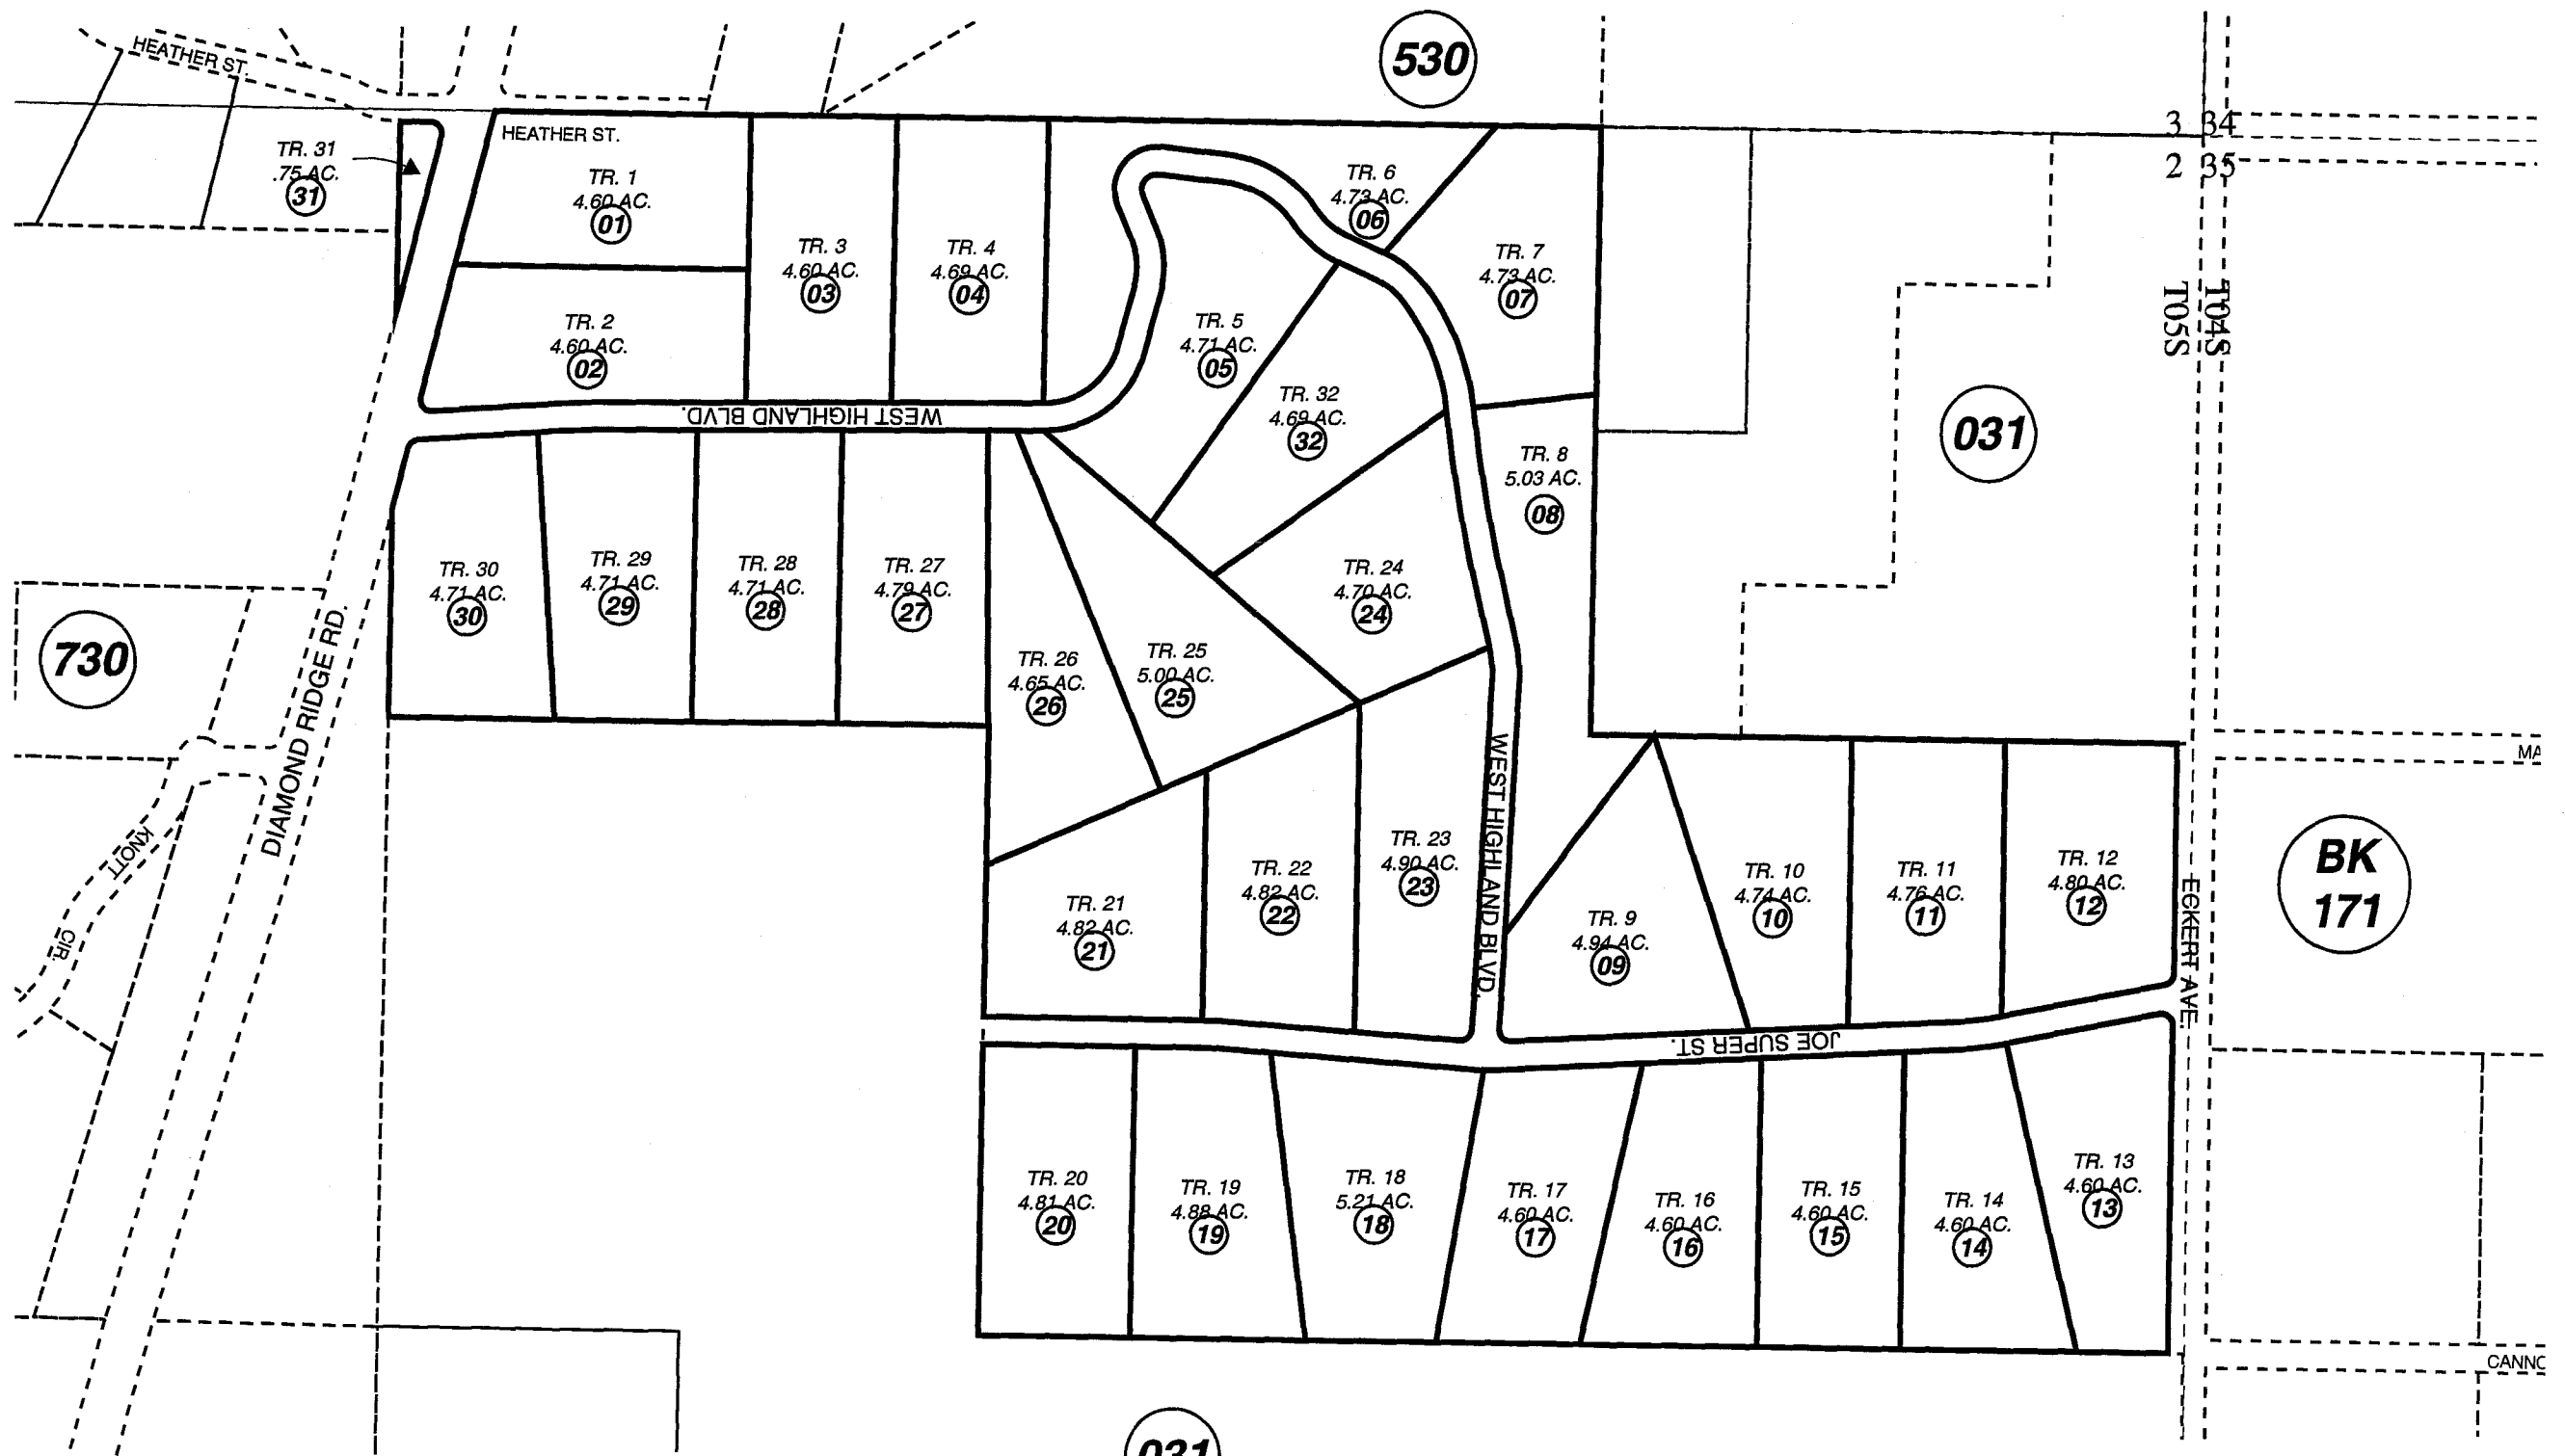 530
HEATHER ST.
3 34
2 35
HEATHER ST.
TR. 31
.75 AC.
31
TR. 1
4.60 AC.
01
TR. 2
4.60 AC.
02
TR. 3
4.60 AC.
03
TR. 4
4.69 AC.
04
TR. 5
4.71 AC.
05
TR. 6
4.73 AC.
06
TR. 7
4.73 AC.
07
TR. 32
4.69 AC.
32
TR. 8
5.03 AC.
08
T05S
T04S
031
WEST HIGHLAND BLVD.
TR. 30
4.71 AC.
30
TR. 29
4.71 AC.
29
TR. 28
4.71 AC.
28
TR. 27
4.79 AC.
27
TR. 26
4.65 AC.
26
TR. 25
5.00 AC.
25
TR. 24
4.70 AC.
24
730
DIAMOND RIDGE RD.
KNOTT
CIR.
TR. 21
4.82 AC.
21
TR. 22
4.82 AC.
22
TR. 23
4.90 AC.
23
WEST HIGHLAND BLVD.
TR. 9
4.94 AC.
09
TR. 10
4.74 AC.
10
TR. 11
4.76 AC.
11
TR. 12
4.80 AC.
12
ECKERT AVE.
MA
BK
171
JOE SUPER ST.
TR. 20
4.81 AC.
20
TR. 19
4.88 AC.
19
TR. 18
5.21 AC.
18
TR. 17
4.60 AC.
17
TR. 16
4.60 AC.
16
TR. 15
4.60 AC.
15
TR. 14
4.60 AC.
14
TR. 13
4.60 AC.
13
CANNO
031